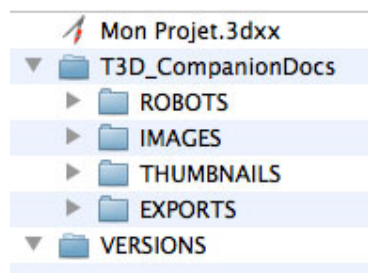 Mon Projet.3dxx
T3D_CompanionDocs
ROBOTS
IMAGES
THUMBNAILS
EXPORTS
VERSIONS